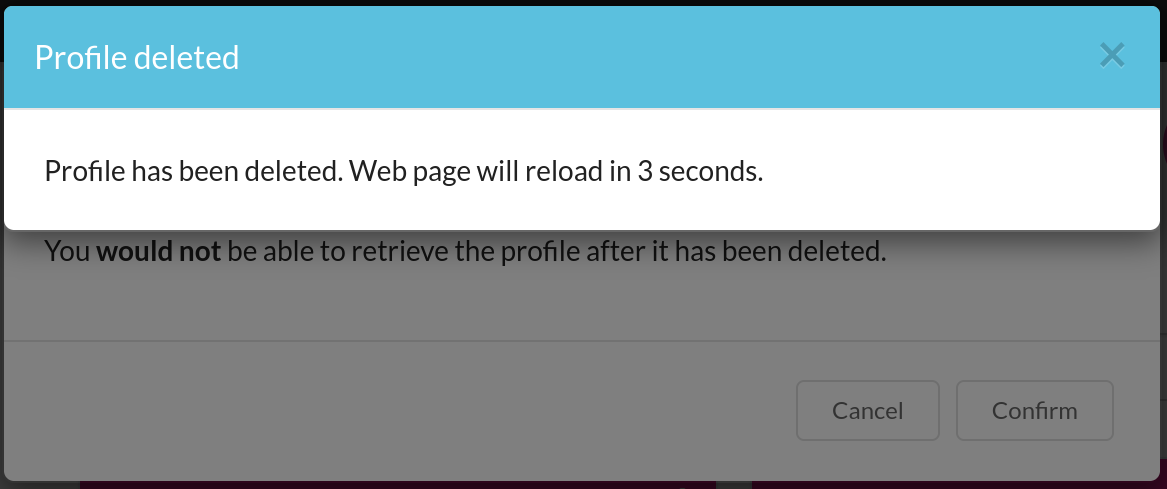 Profile deleted
Profile has been deleted. Web page will reload in 3 seconds.
You would not be able to retrieve the profile after it has been deleted.
Cancel
Confirm